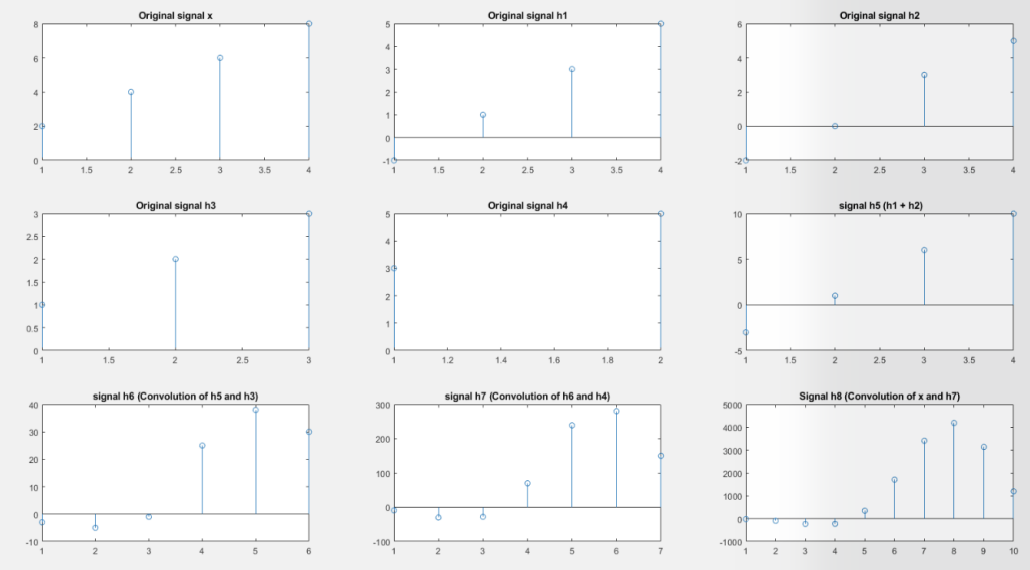 Original signal x
8
6
4
2
0
1 1.5 2 2.5 3 3.5 4
Original signal h1
5
4
3
2
1
0
-1
1 1.5 2 2.5 3 3.5 4
Original signal h2
6
4
2
0
-2
1 1.5 2 2.5 3 3.5 4
Original signal h3
3
2.5
2
1.5
1
0.5
0
1 1.5 2 2.5 3
Original signal h4
5
4
3
2
1
0
1 1.2 1.4 1.6 1.8 2
signal h5 (h1 + h2)
10
5
0
-5
1 1.5 2 2.5 3 3.5 4
signal h6 (Convolution of h5 and h3)
40
30
20
10
0
-10
1 2 3 4 5 6
signal h7 (Convolution of h6 and h4)
300
200
100
0
-100
1 2 3 4 5 6 7
Signal h8 (Convolution of x and h7)
5000
4000
3000
2000
1000
0
-1000
1 2 3 4 5 6 7 8 9 10